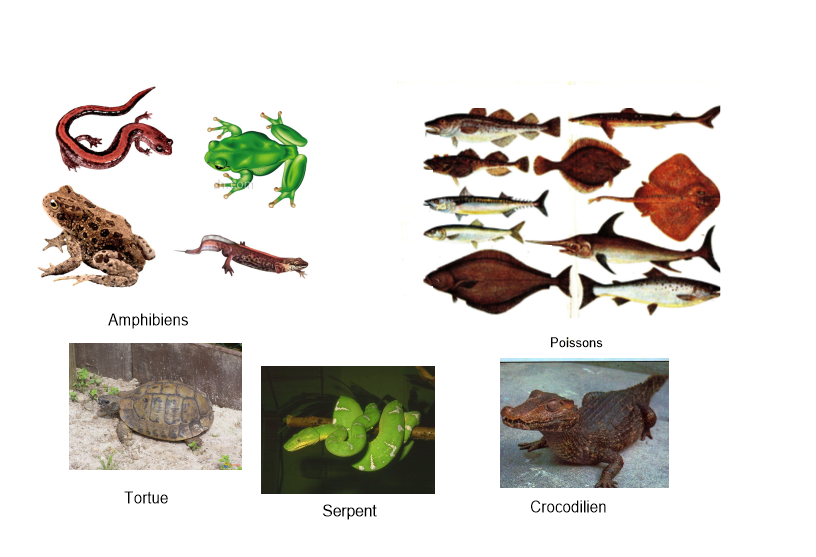 Amphibiens
Poissons
Tortue
Serpent
Crocodilien